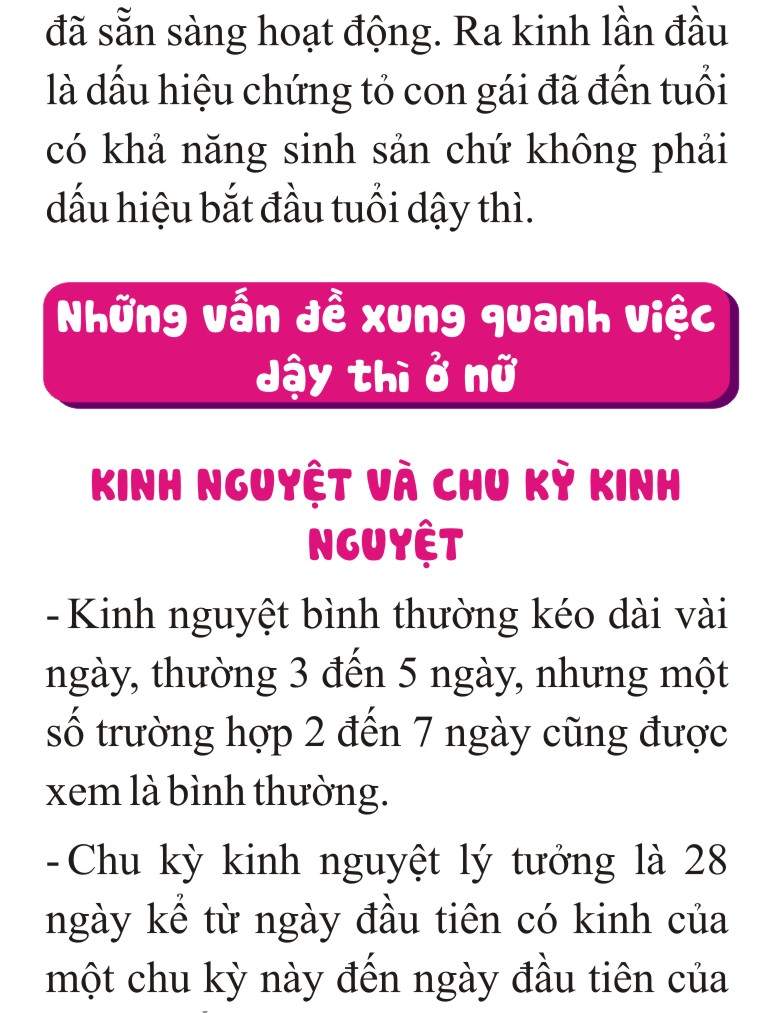 đã sẵn sàng hoạt động. Ra kinh lần đầu
là dấu hiệu chứng tỏ con gái đã đến tuổi
có khả năng sinh sản chứ không phải
dấu hiệu bắt đầu tuổi dậy thì.
Những vấn đề xung quanh việc
dậy thì ở nữ
KINH NGUYỆT VÀ CHU KỲ KINH
NGUYỆT
- Kinh nguyệt bình thường kéo dài vài
ngày, thường 3 đến 5 ngày, nhưng một
số trường hợp 2 đến 7 ngày cũng được
xem là bình thường.
- Chu kỳ kinh nguyệt lý tưởng là 28
ngày kể từ ngày đầu tiên có kinh của
một chu kỳ này đến ngày đầu tiên của